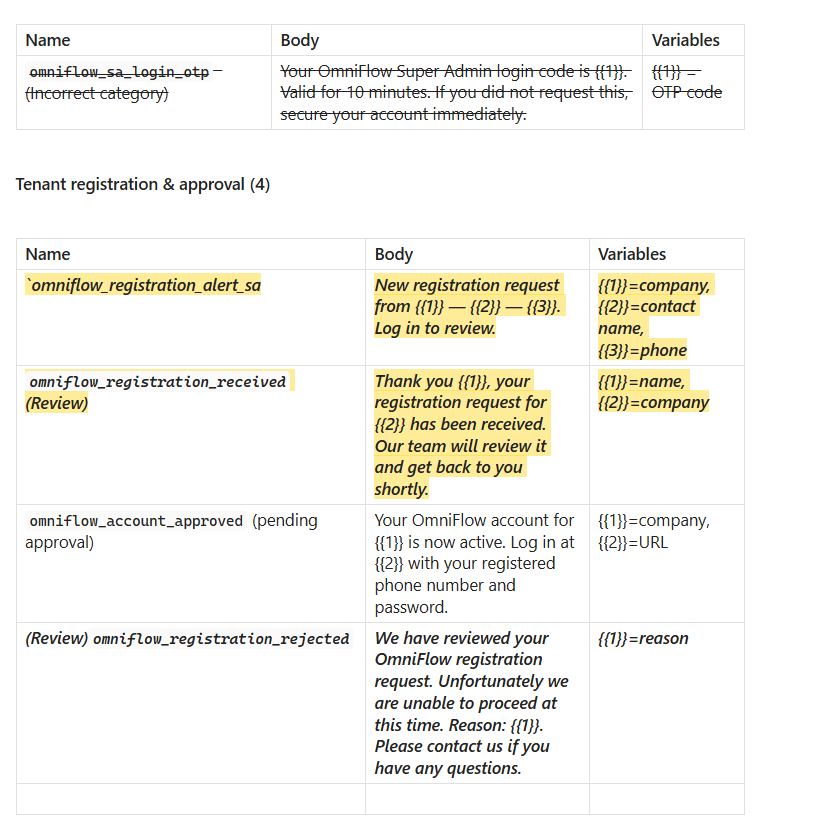 Name Body Variables
omniflow_sa_login_otp – Your OmniFlow Super Admin login code is {{1}}. {{1}} =
(Incorrect category) Valid for 10 minutes. If you did not request this, OTP code
secure your account immediately.
Tenant registration & approval (4)
Name Body Variables
`omniflow_registration_alert_sa New registration request {{1}}=company,
from {{1}} — {{2}} — {{3}}. {{2}}=contact
Log in to review. name,
{{3}}=phone
omniflow_registration_received Thank you {{1}}, your {{1}}=name,
(Review) registration request for {{2}}=company
{{2}} has been received.
Our team will review it
and get back to you
shortly.
omniflow_account_approved (pending Your OmniFlow account for {{1}}=company,
approval) {{1}} is now active. Log in at {{2}}=URL
{{2}} with your registered
phone number and
password.
(Review) omniflow_registration_rejected We have reviewed your {{1}}=reason
OmniFlow registration
request. Unfortunately we
are unable to proceed at
this time. Reason: {{1}}.
Please contact us if you
have any questions.